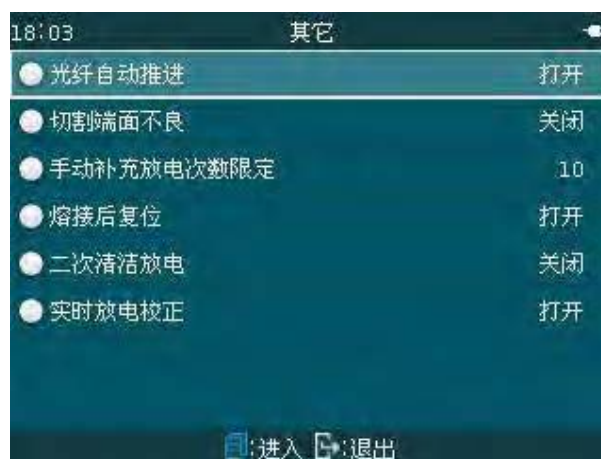 18:03 其它
光纤自动推进 打开
切割端面不良 关闭
手动补充放电次数限定 10
熔接后复位 打开
二次清洁放电 关闭
实时放电校正 打开
:进入 :退出